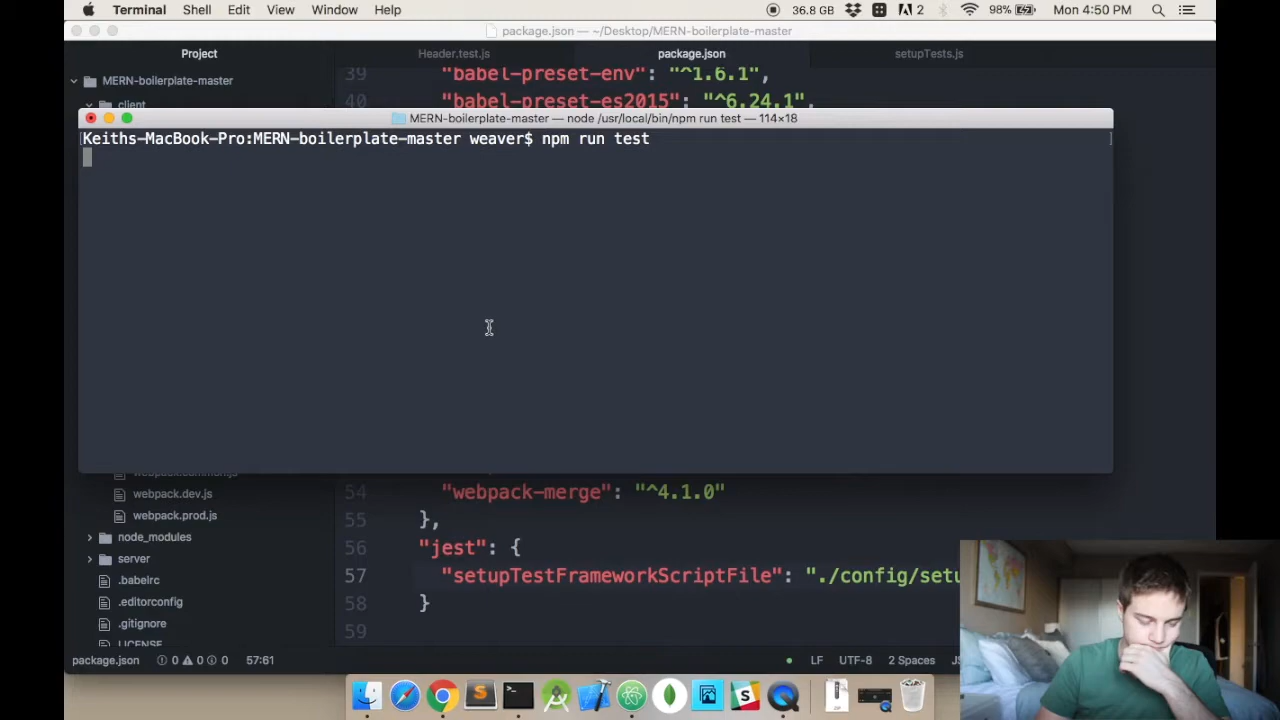 Terminal Shell Edit View Window Help 36.8 GB 2 98% Mon 4:50 PM
package.json — ~/Desktop/MERN-boilerplate-master
Project Header.test.js package.json setupTests.js
MERN-boilerplate-master
client
39 "babel-preset-env": "^1.6.1",
40 "babel-preset-es2015": "^6.24.1",
MERN-boilerplate-master — node /usr/local/bin/npm run test — 114×18
[Keiths-MacBook-Pro:MERN-boilerplate-master weaver$ npm run test ]
webpack.common.js
webpack.dev.js
webpack.prod.js
node_modules
server
.babelrc
.editorconfig
.gitignore
LICENSE
54 "webpack-merge": "^4.1.0"
55 },
56 "jest": {
57 "setupTestFrameworkScriptFile": "./config/setu
58 }
59
package.json 0 0 0 57:61 LF UTF-8 2 Spaces